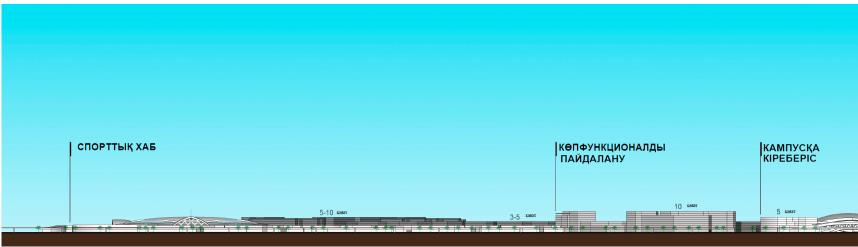 СПОРТТЫҚ ХАБ
КӨПФУНКЦИОНАЛДЫ
ПАЙДАЛАНУ
КАМПУСҚА
КІРЕБЕРІС
5-10
3-5
10
5